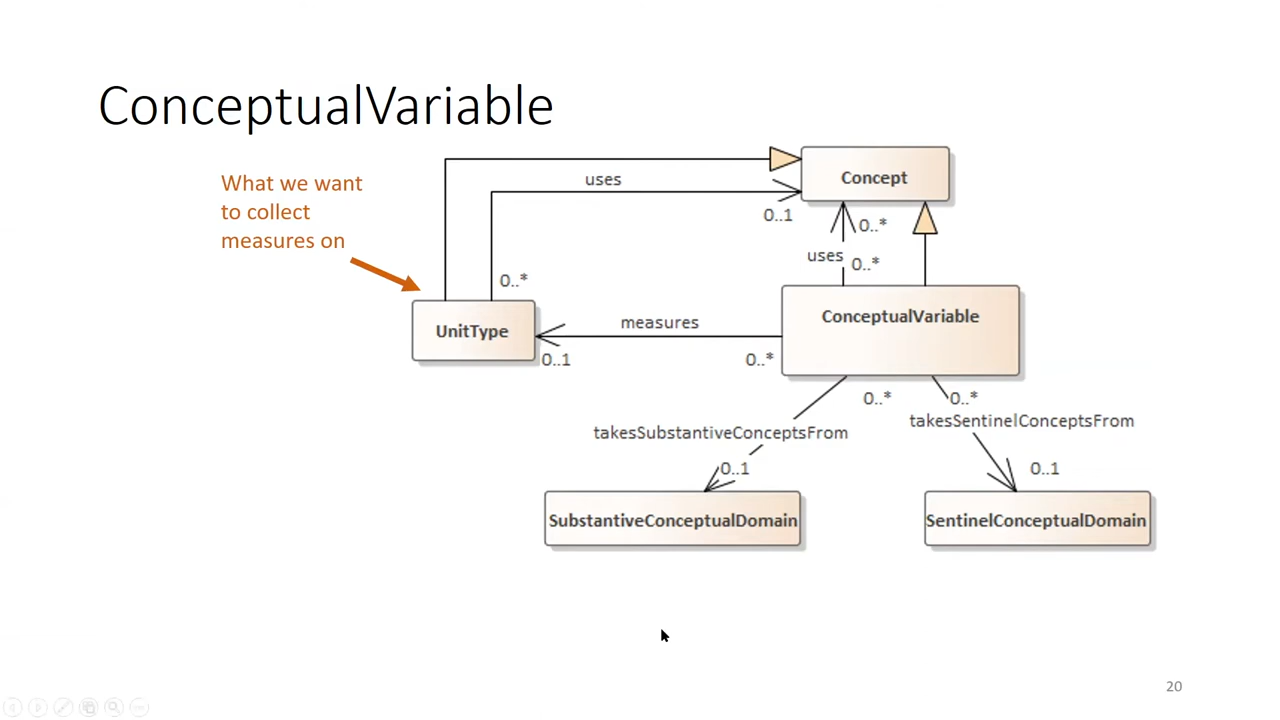 ConceptualVariable
What we want
to collect
measures on
Concept
uses
0..1
0..*
uses
0..*
0..*
UnitType
measures
0..1
0..*
ConceptualVariable
0..*
0..*
takesSubstantiveConceptsFrom
takesSentinelConceptsFrom
0..1
0..1
SubstantiveConceptualDomain
SentinelConceptualDomain
20